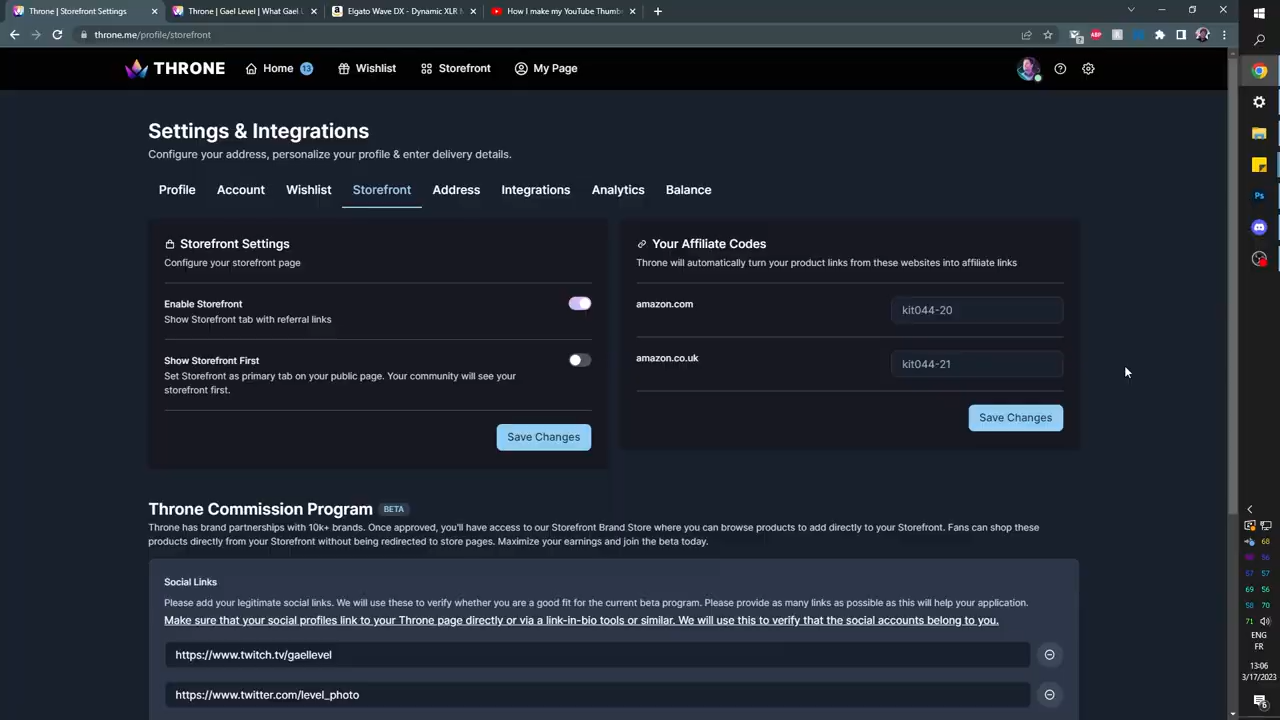 Throne | Storefront Settings
Throne | Gael Level | What Gael
Elgato Wave DX - Dynamic XLR
How I make my YouTube Thumb
throne.me/profile/storefront
THRONE
Home 13
Wishlist
Storefront
My Page
Settings & Integrations
Configure your address, personalize your profile & enter delivery details.
Profile
Account
Wishlist
Storefront
Address
Integrations
Analytics
Balance
Storefront Settings
Configure your storefront page
Enable Storefront
Show Storefront tab with referral links
Show Storefront First
Set Storefront as primary tab on your public page. Your community will see your
storefront first.
Save Changes
Your Affiliate Codes
Throne will automatically turn your product links from these websites into affiliate links
amazon.com
kit044-20
amazon.co.uk
kit044-21
Save Changes
Throne Commission Program BETA
Throne has brand partnerships with 10k+ brands. Once approved, you'll have access to our Storefront Brand Store where you can browse products to add directly to your Storefront. Fans can shop these
products directly from your Storefront without being redirected to store pages. Maximize your earnings and join the beta today.
Social Links
Please add your legitimate social links. We will use these to verify whether you are a good fit for the current beta program. Please provide as many links as possible as this will help your application.
Make sure that your social profiles link to your Throne page directly or via a link-in-bio tools or similar. We will use this to verify that the social accounts belong to you.
https://www.twitch.tv/gaellevel
https://www.twitter.com/level_photo
ABP
Ps
68
56
57 57
69 56
58 70
71
ENG
FR
13:06
3/17/2023
6